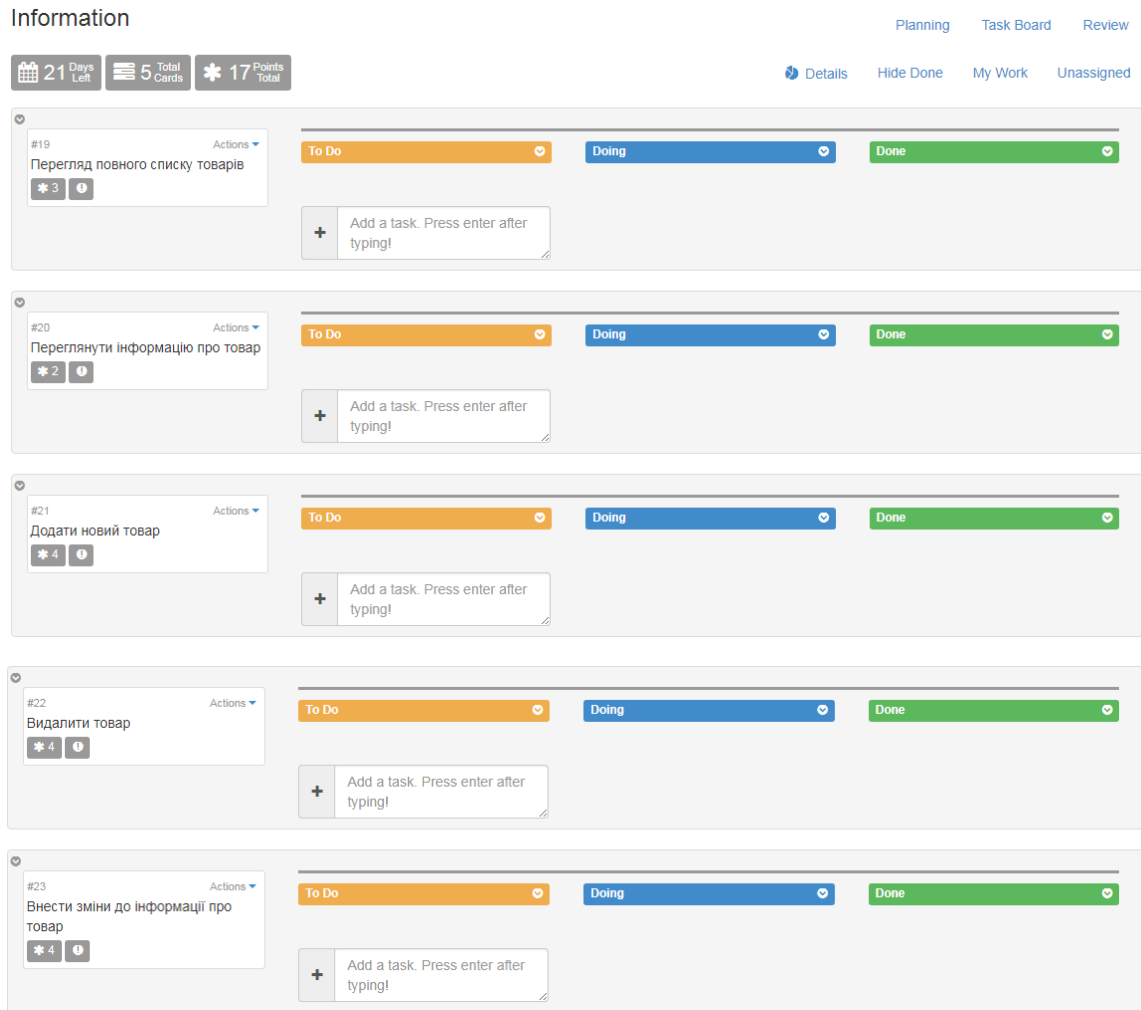 Information
Planning Task Board Review
21 Days Left 5 Total Cards 17 Points Total
Details Hide Done My Work Unassigned
#19 Actions
Перегляд повного списку товарів
3
To Do Doing Done
Add a task. Press enter after
typing!
#20 Actions
Переглянути інформацію про товар
2
To Do Doing Done
Add a task. Press enter after
typing!
#21 Actions
Додати новий товар
4
To Do Doing Done
Add a task. Press enter after
typing!
#22 Actions
Видалити товар
4
To Do Doing Done
Add a task. Press enter after
typing!
#23 Actions
Внести зміни до інформації про
товар
4
To Do Doing Done
Add a task. Press enter after
typing!